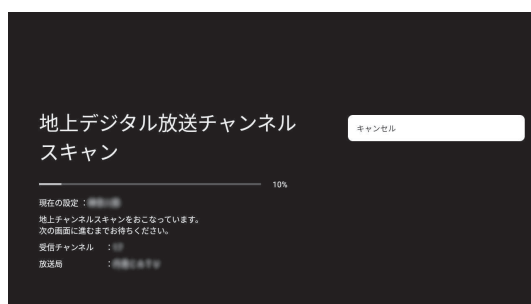 地上デジタル放送チャンネル
スキャン
キャンセル
10%
現在の設定 :
地上チャンネルスキャンをおこなっています。
次の画面に進むまでお待ちください。
受信チャンネル :
放送局 :